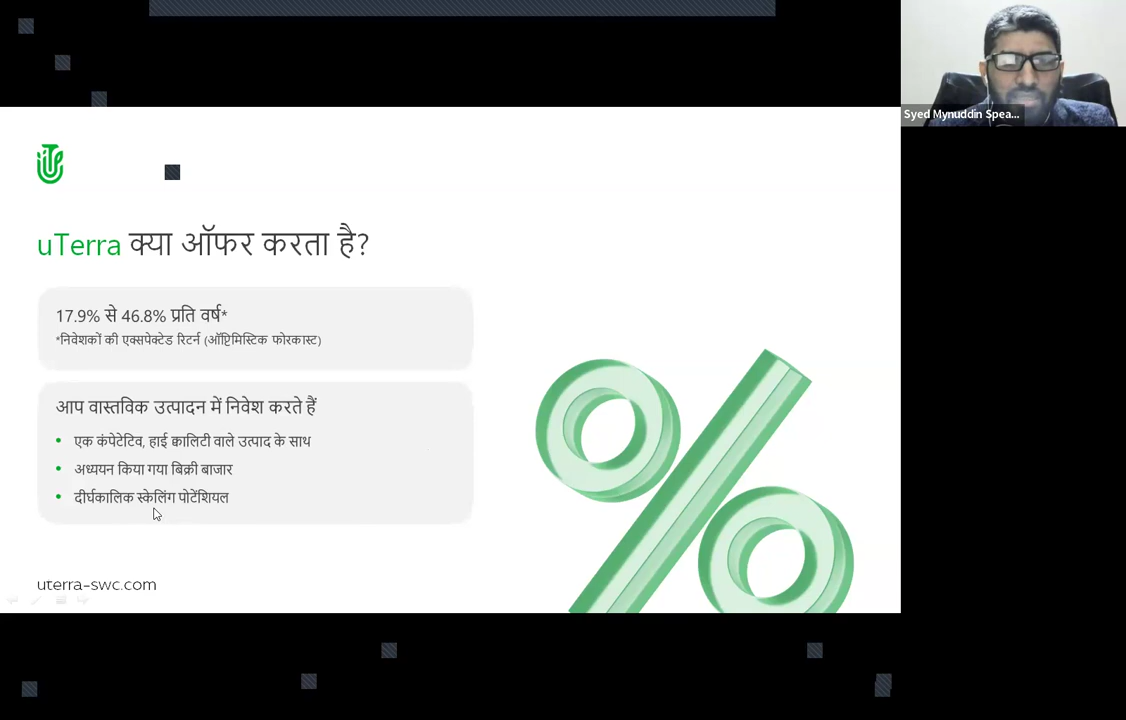 Syed Mynuddin Spea...
uTerra क्या ऑफर करता है?
17.9% से 46.8% प्रति वर्ष*
*निवेशकों की एक्सपेक्टेड रिटर्न (ऑप्टिमिस्टिक फोरकास्ट)
आप वास्तविक उत्पादन में निवेश करते हैं
• एक कंपेटेटिव, हाई क्वालिटी वाले उत्पाद के साथ
• अध्ययन किया गया बिक्री बाजार
• दीर्घकालिक स्केलिंग पोटेंशियल
uterra-swc.com